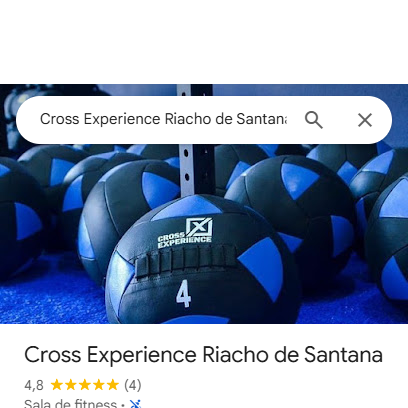 Cross Experience Riacho de Santana
CROSS
EXPERIENCE
4
Cross Experience Riacho de Santana
4,8 (4)
Sala de fitness ·